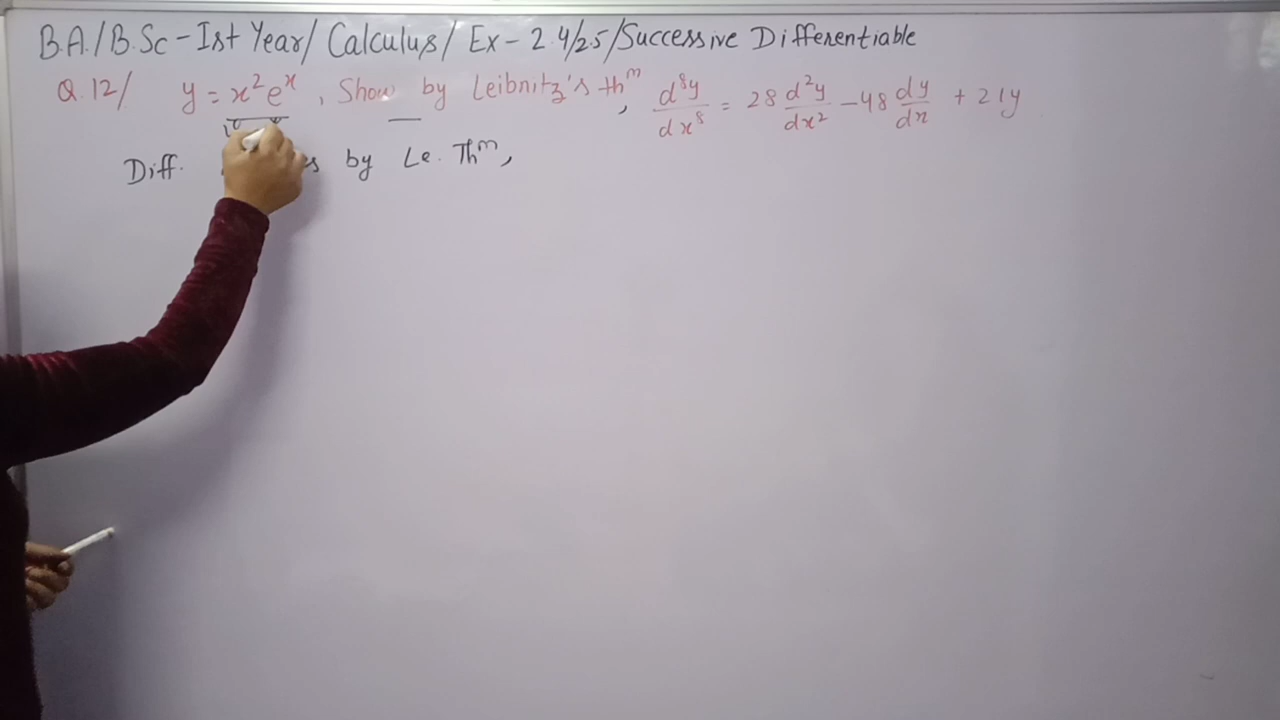 B.A./B.Sc-Ist Year/ Calculus/ Ex-2.4/2.5/Successive Differentiable
Q.12/ y = x²eˣ, Show by Leibnitz's thᵐ, d⁸y/dx⁸ = 28 d²y/dx² - 48 dy/dx + 21y
Diff. by Le. Thᵐ,